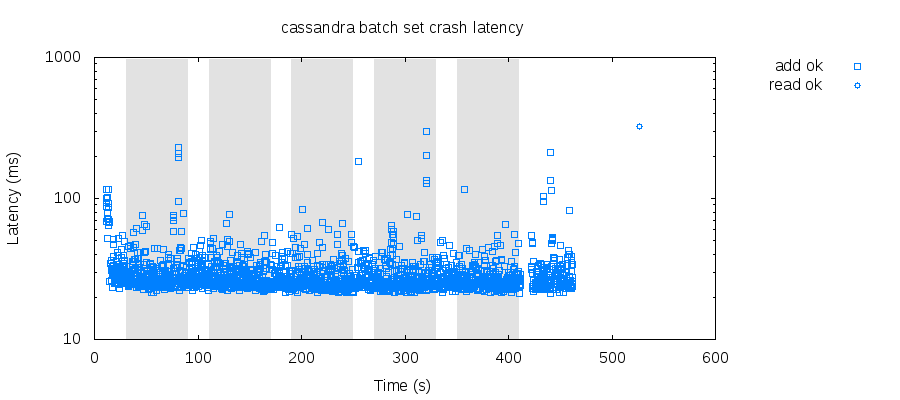 cassandra batch set crash latency
add ok
read ok
1000
100
10
Latency (ms)
0 100 200 300 400 500 600
Time (s)